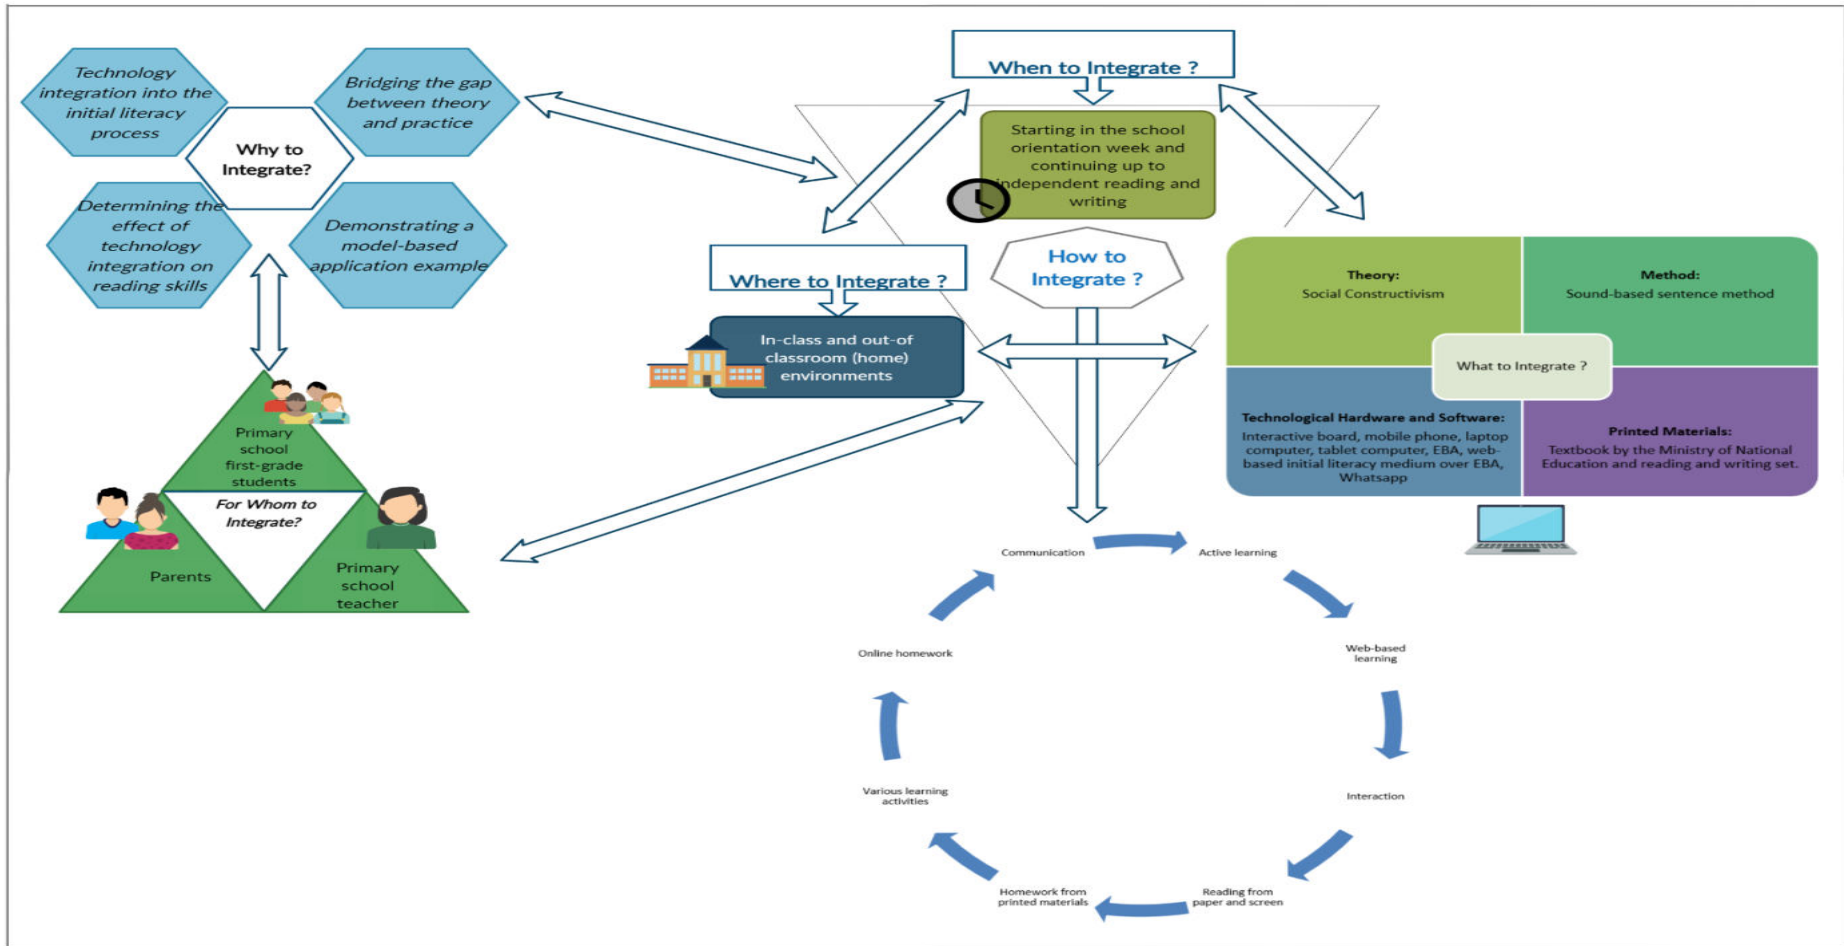 Technology
integration into the
initial literacy
process
Bridging the gap
between theory
and practice
Why to
Integrate?
Determining the
effect of
technology
integration on
reading skills
Demonstrating a
model-based
application example
Primary
school
first-grade
students
For Whom to
Integrate?
Parents
Primary
school
teacher
When to Integrate ?
Starting in the school
orientation week and
continuing up to
independent reading and
writing
Where to Integrate ?
In-class and out-of
classroom (home)
environments
How to
Integrate ?
Theory:
Social Constructivism
Method:
Sound-based sentence method
What to Integrate ?
Technological Hardware and Software:
Interactive board, mobile phone, laptop
computer, tablet computer, EBA, web-
based initial literacy medium over EBA,
Whatsapp
Printed Materials:
Textbook by the Ministry of National
Education and reading and writing set.
Communication
Active learning
Web-based
learning
Interaction
Reading from
paper and screen
Homework from
printed materials
Various learning
activities
Online homework